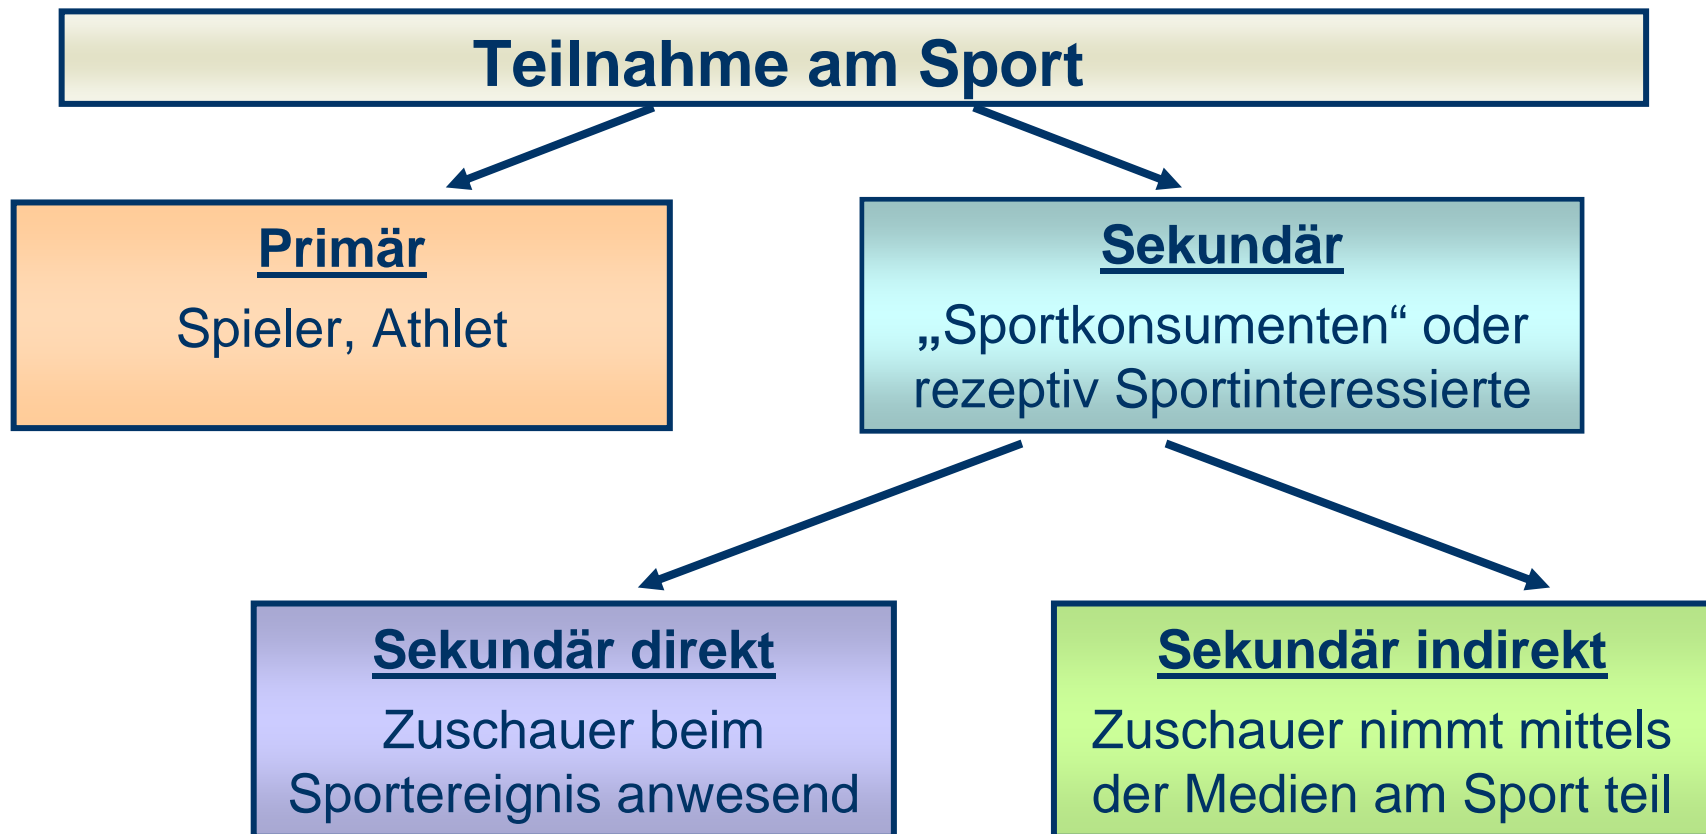 Teilnahme am Sport
Primär
Spieler, Athlet
Sekundär
„Sportkonsumenten“ oder
rezeptiv Sportinteressierte
Sekundär direkt
Zuschauer beim
Sportereignis anwesend
Sekundär indirekt
Zuschauer nimmt mittels
der Medien am Sport teil